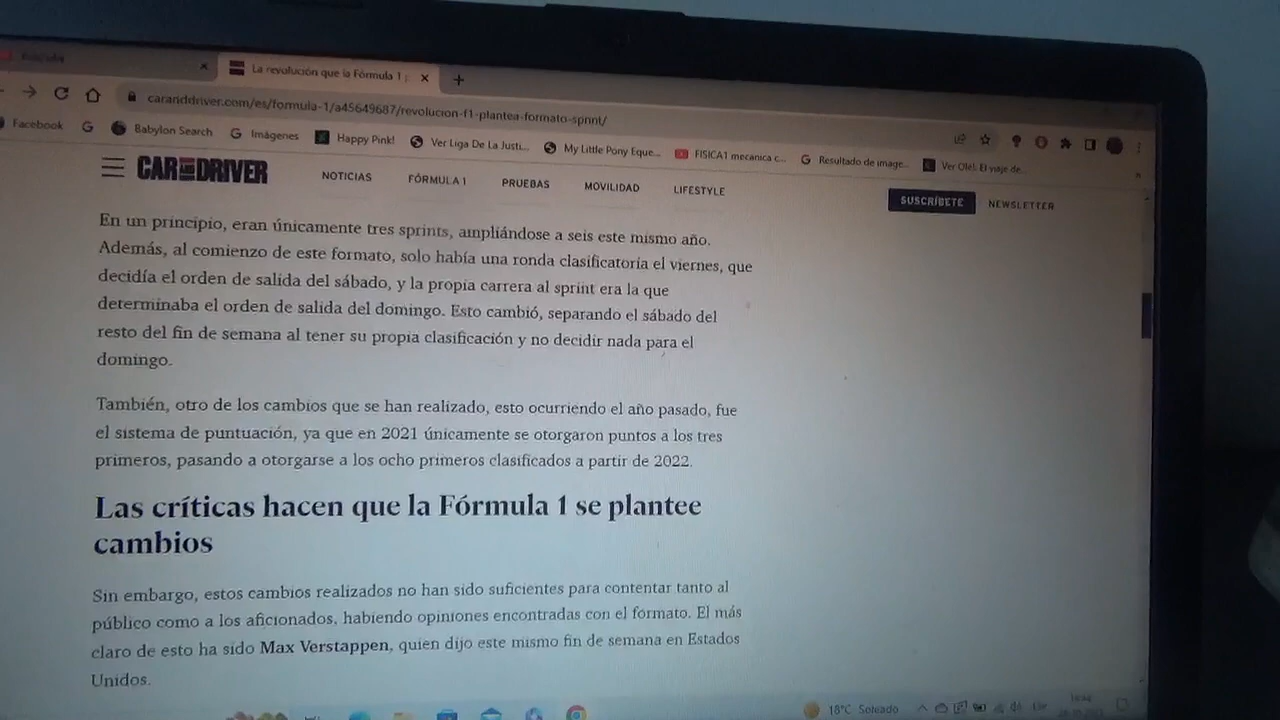 La revolución que la Fórmula 1
caranddriver.com/es/formula-1/a45649687/revolucion-f1-plantea-formato-sprint/
Facebook Babylon Search Imágenes Happy Pink! Ver Liga De La Justi... My Little Pony Eque... FISICA1 mecanica c... Resultado de image... Ver Olé!. El viaje de...
CAR AND DRIVER NOTICIAS FÓRMULA 1 PRUEBAS MOVILIDAD LIFESTYLE SUSCRÍBETE NEWSLETTER
En un principio, eran únicamente tres sprints, ampliándose a seis este mismo año.
Además, al comienzo de este formato, solo había una ronda clasificatoria el viernes, que
decidía el orden de salida del sábado, y la propia carrera al sprint era la que
determinaba el orden de salida del domingo. Esto cambió, separando el sábado del
resto del fin de semana al tener su propia clasificación y no decidir nada para el
domingo.
También, otro de los cambios que se han realizado, esto ocurriendo el año pasado, fue
el sistema de puntuación, ya que en 2021 únicamente se otorgaron puntos a los tres
primeros, pasando a otorgarse a los ocho primeros clasificados a partir de 2022.
Las críticas hacen que la Fórmula 1 se plantee
cambios
Sin embargo, estos cambios realizados no han sido suficientes para contentar tanto al
público como a los aficionados, habiendo opiniones encontradas con el formato. El más
claro de esto ha sido Max Verstappen, quien dijo este mismo fin de semana en Estados
Unidos.
18°C Soleado